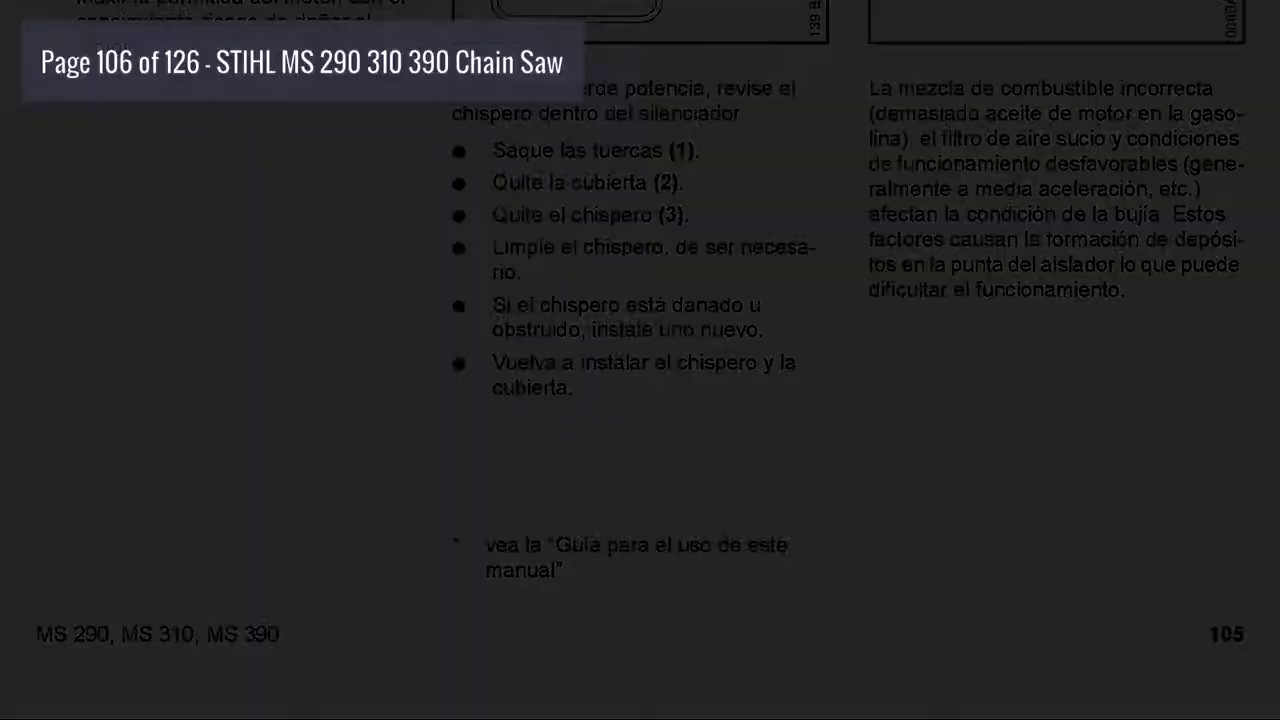 Page 106 of 126 - STIHL MS 290 310 390 Chain Saw
potencia, revise el
chispero dentro del silenciador
● Saque las tuercas (1).
● Quite la cubierta (2).
● Quite el chispero (3).
● Limpie el chispero, de ser necesa-
rio.
● Si el chispero está danado u
obstruido, instale uno nuevo.
● Vuelva a instalar el chispero y la
cubierta.
* vea la "Guía para el uso de este
manual"
La mezcla de combustible incorrecta
(demasiado aceite de motor en la gaso-
lina) el filtro de aire sucio y condiciones
de funcionamiento desfavorables (gene-
ralmente a media aceleración, etc.)
afectan la condición de la bujía Estos
factores causan la formación de depósi-
tos en la punta del aislador lo que puede
dificultar el funcionamiento.
MS 290, MS 310, MS 390
105